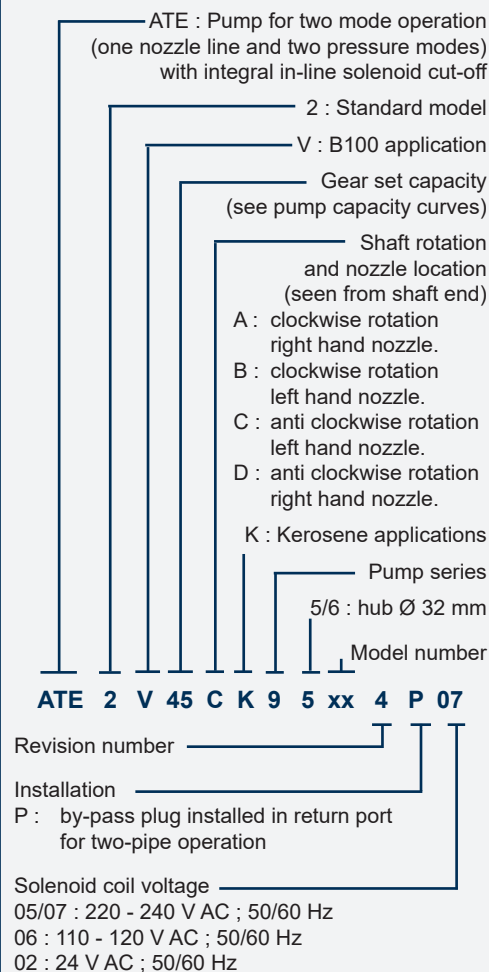 ATE : Pump for two mode operation
(one nozzle line and two pressure modes)
with integral in-line solenoid cut-off
2 : Standard model
V : B100 application
Gear set capacity
(see pump capacity curves)
Shaft rotation
and nozzle location
(seen from shaft end)
A : clockwise rotation
right hand nozzle.
B : clockwise rotation
left hand nozzle.
C : anti clockwise rotation
left hand nozzle.
D : anti clockwise rotation
right hand nozzle.
K : Kerosene applications
Pump series
5/6 : hub Ø 32 mm
Model number
ATE 2 V 45 C K 9 5 xx 4 P 07
Revision number
Installation
P : by-pass plug installed in return port
for two-pipe operation
Solenoid coil voltage
05/07 : 220 - 240 V AC ; 50/60 Hz
06 : 110 - 120 V AC ; 50/60 Hz
02 : 24 V AC ; 50/60 Hz